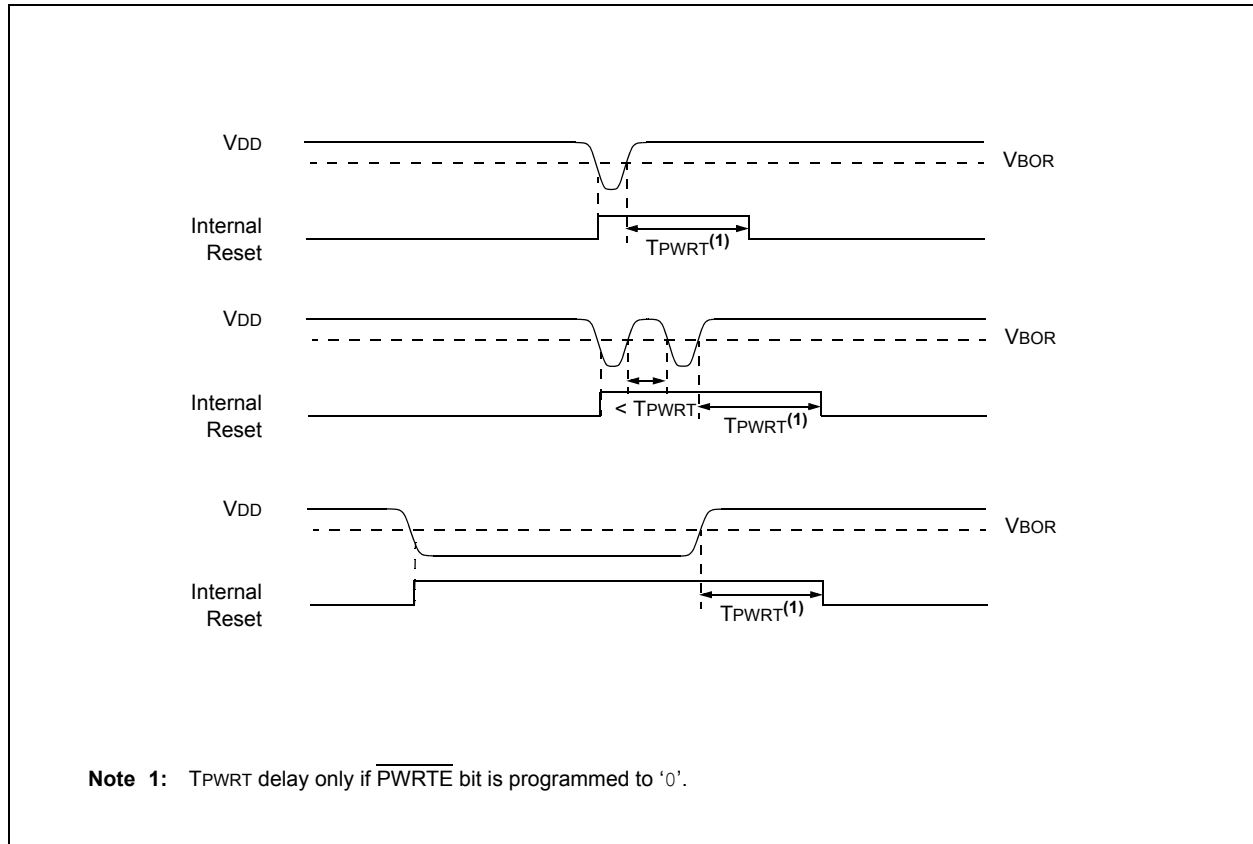 VDD
VBOR
Internal
Reset
TPWRT(1)
VDD
VBOR
Internal
Reset
< TPWRT
TPWRT(1)
VDD
VBOR
Internal
Reset
TPWRT(1)
Note 1: TPWRT delay only if PWRTE bit is programmed to ‘0’.